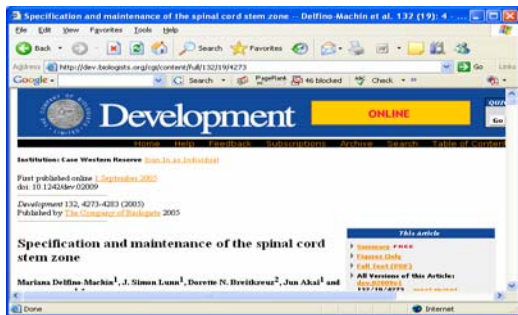 Specification and maintenance of the spinal cord stem zone -- Delfino-Machin et al. 132 (19): 4 - ...
File Edit View Favorites Tools Help
Back Search Favorites
Address http://dev.biologists.org/cgi/content/full/132/19/4273 Go Links
Google Search PageRank 46 blocked Check
Development
ONLINE
Go
Home Help Feedback Subscriptions Archive Search Table of Content
Institution: Case Western Reserve Sign In as Individual
First published online 1 September 2005
doi: 10.1242/dev.02009
Development 132, 4273-4283 (2005)
Published by The Company of Biologists 2005
Specification and maintenance of the spinal cord
stem zone
Mariana Delfino-Machin1, J. Simon Lunn1, Dorette N. Breitkreuz2, Jun Akai1 and
This Article
Summary FREE
Figures Only
Full Text (PDF)
All Versions of this Article:
dev.02009v1
Done Internet